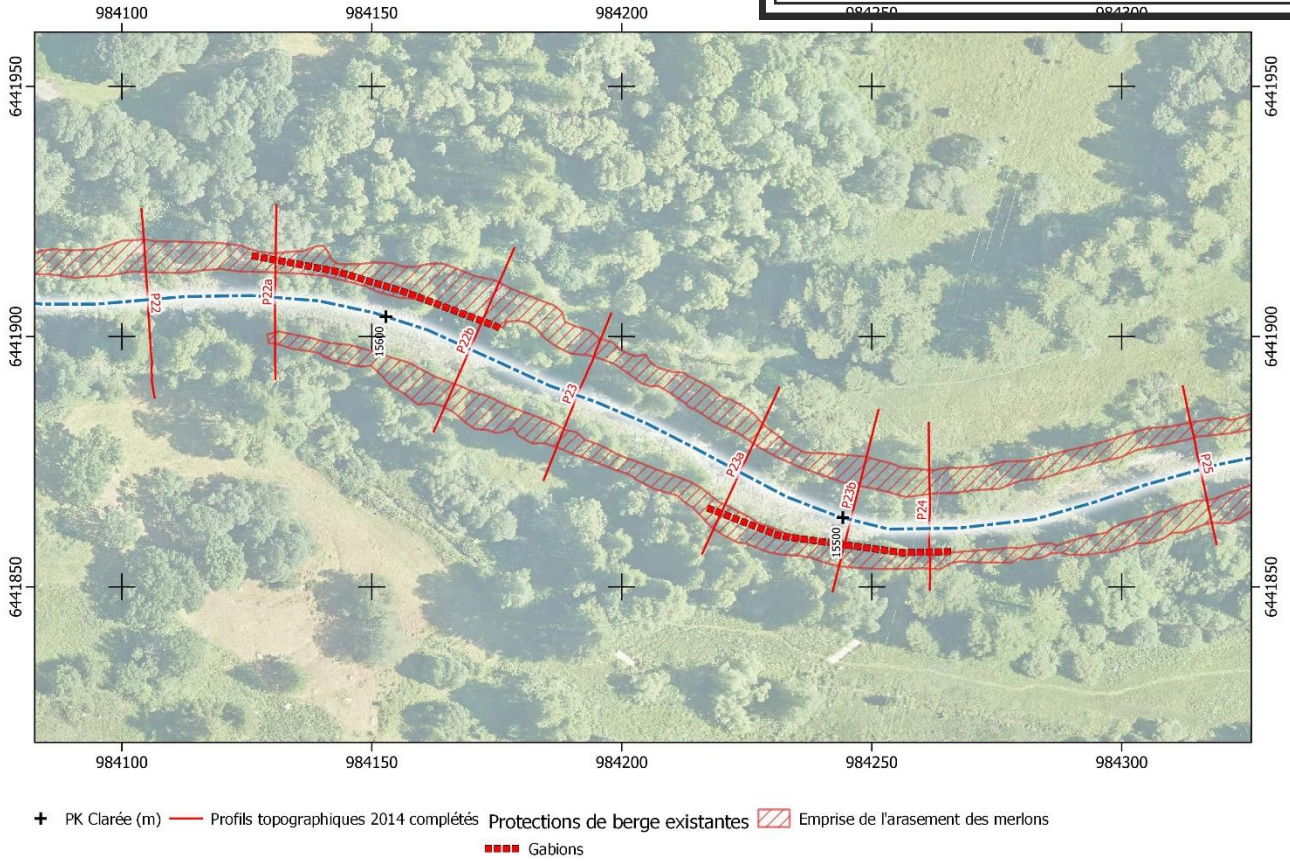 984100 984150 984200 984250 984300
6441950 6441950
P22 P22a P22b P23 P23a P23b P24 P25
15600
15500
6441900 6441900
6441850 6441850
984100 984150 984200 984250 984300
PK Clarée (m) Profils topographiques 2014 complétés Protections de berge existantes Emprise de l'arasement des merlons
Gabions